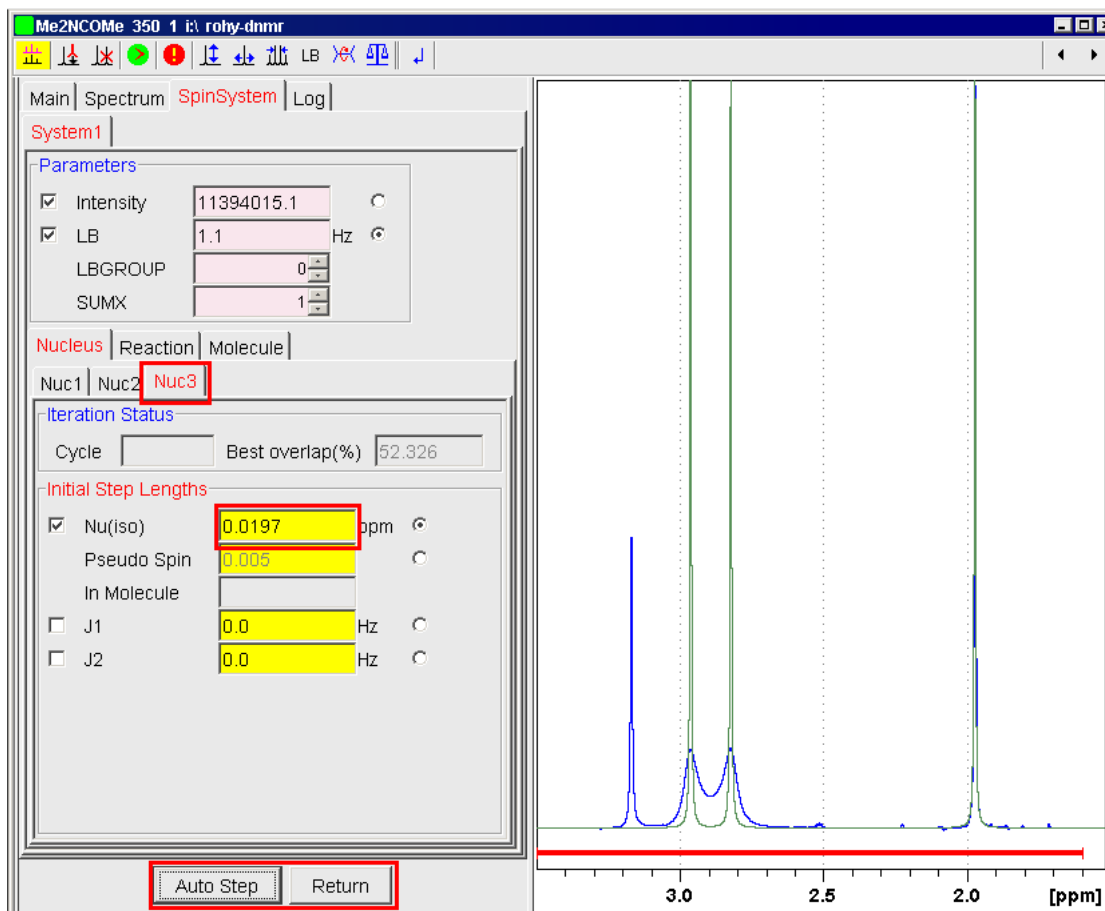 Me2NCOMe 350 1 i:\ rohy-dnmr
LB
Main Spectrum SpinSystem Log
System1
Parameters
Intensity 11394015.1
LB 1.1 Hz
LBGROUP 0
SUMX 1
Nucleus Reaction Molecule
Nuc1 Nuc2 Nuc3
Iteration Status
Cycle Best overlap(%) 52.326
Initial Step Lengths
Nu(iso) 0.0197 ppm
Pseudo Spin 0.005
In Molecule
J1 0.0 Hz
J2 0.0 Hz
Auto Step Return
3.0 2.5 2.0 [ppm]